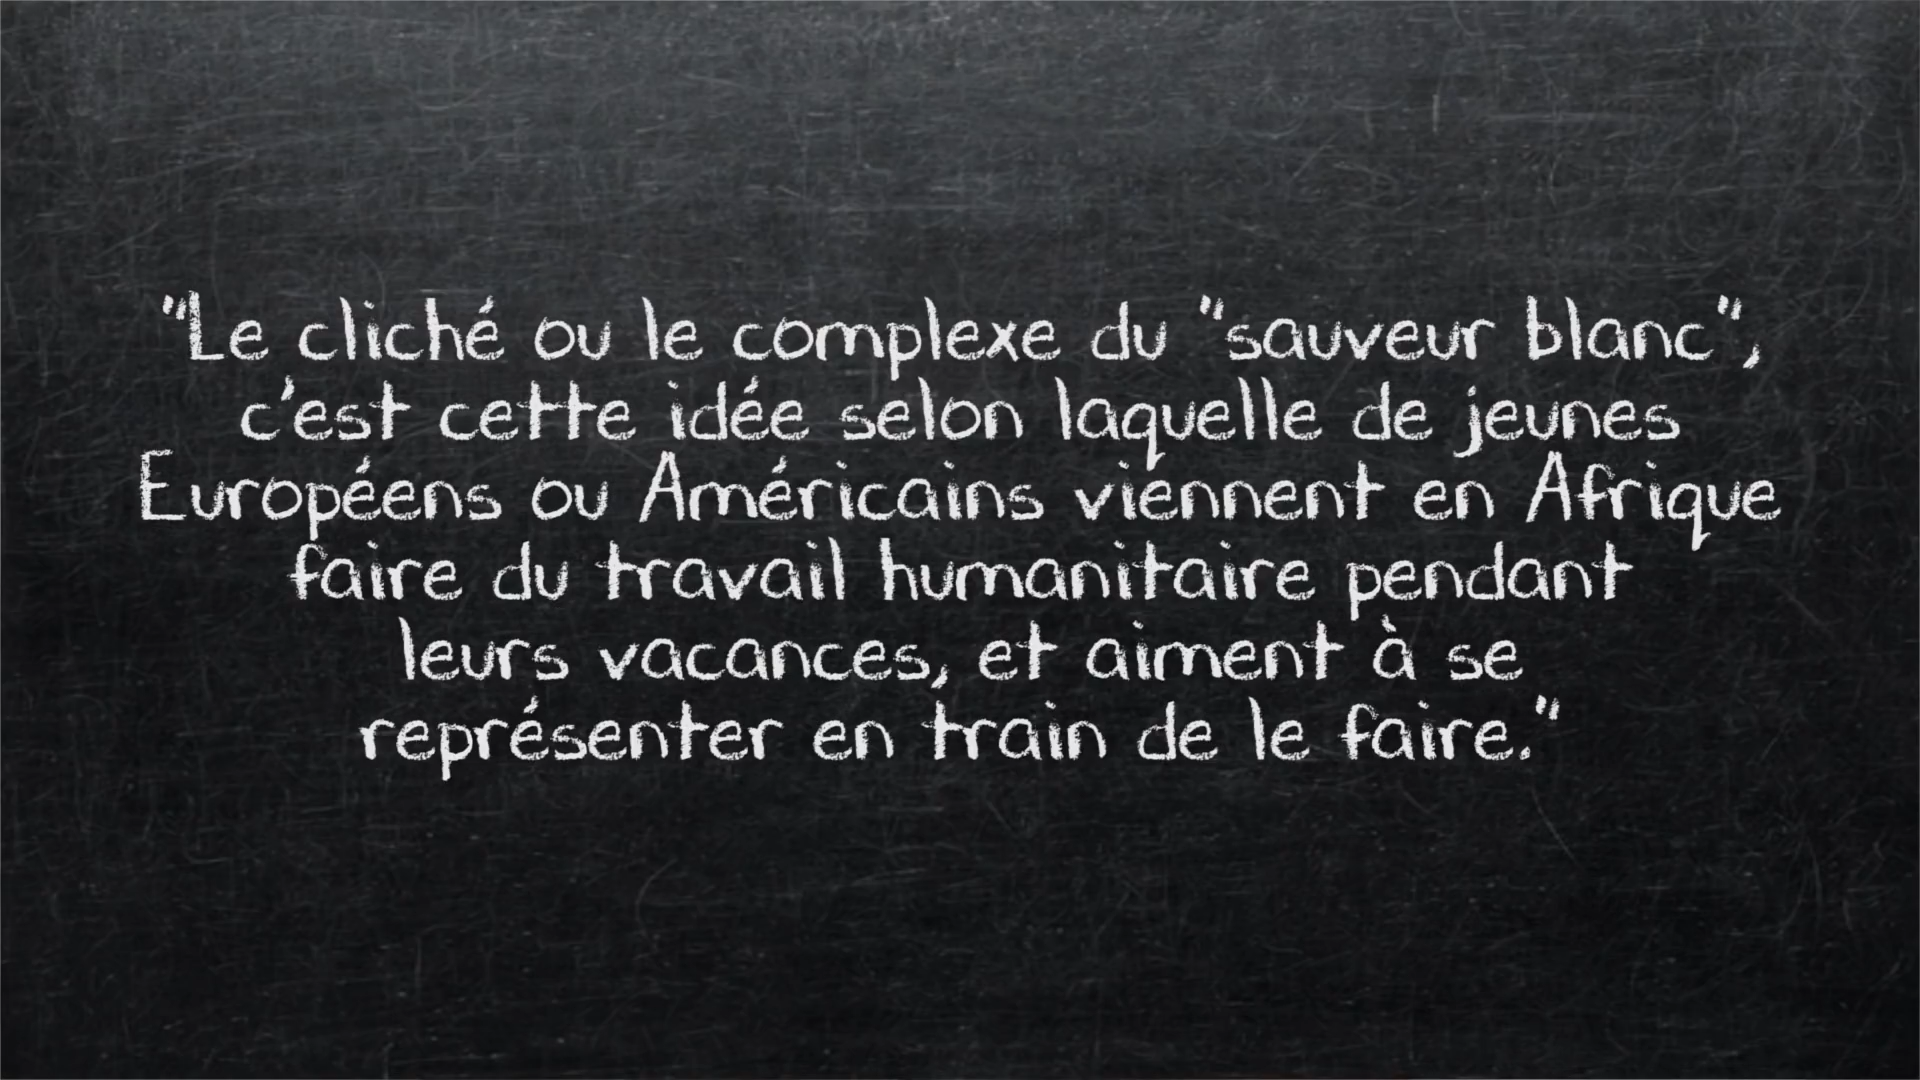 "Le cliché ou le complexe du "sauveur blanc",
c'est cette idée selon laquelle de jeunes
Européens ou Américains viennent en Afrique
faire du travail humanitaire pendant
leurs vacances, et aiment à se
représenter en train de le faire."